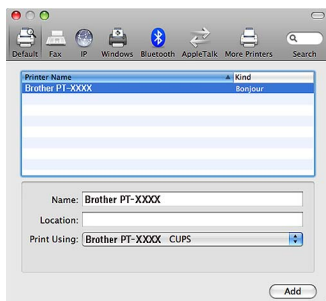 Default Fax IP Windows Bluetooth AppleTalk More Printers Search
Printer Name Kind
Brother PT-XXXX Bonjour
Name: Brother PT-XXXX
Location:
Print Using: Brother PT-XXXX CUPS
Add